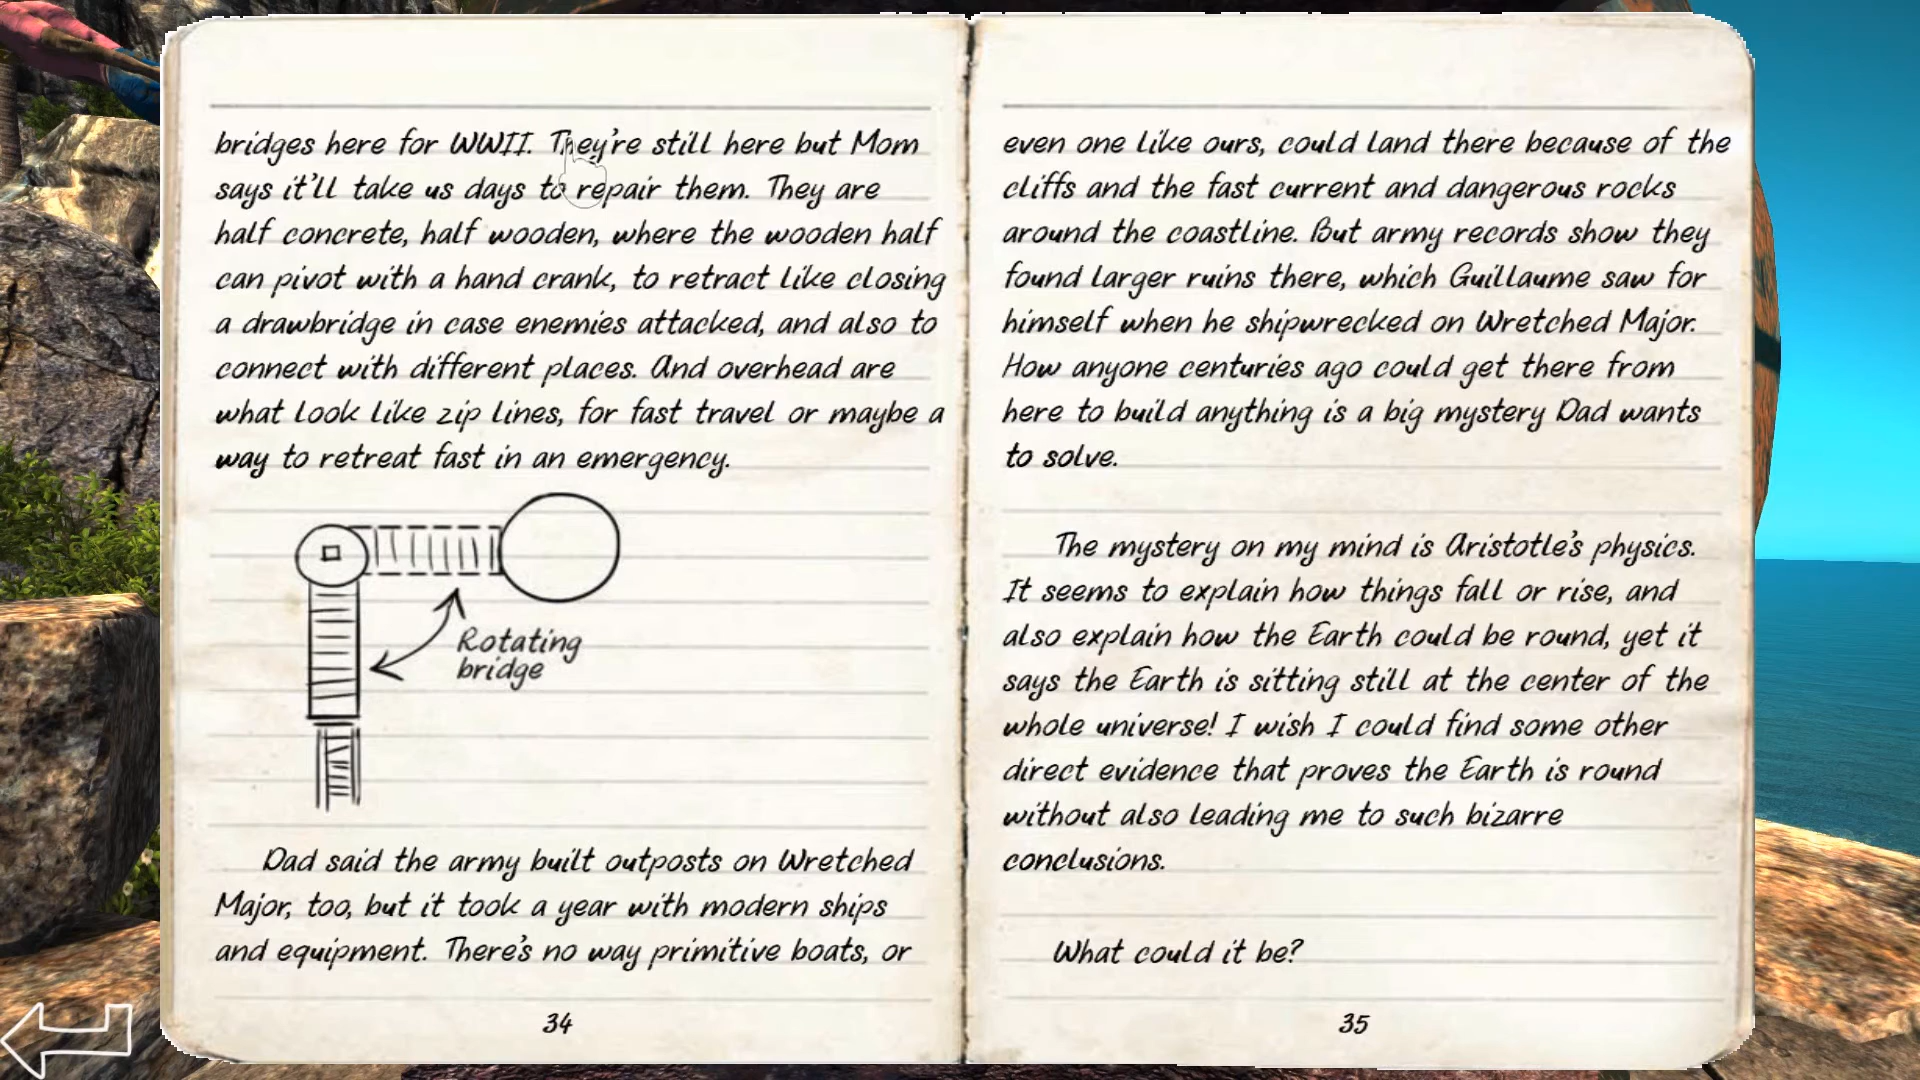 bridges here for WWII. They're still here but Mom
says it'll take us days to repair them. They are
half concrete, half wooden, where the wooden half
can pivot with a hand crank, to retract like closing
a drawbridge in case enemies attacked, and also to
connect with different places. And overhead are
what look like zip lines, for fast travel or maybe a
way to retreat fast in an emergency.
Rotating
bridge
Dad said the army built outposts on Wretched
Major, too, but it took a year with modern ships
and equipment. There's no way primitive boats, or
34
even one like ours, could land there because of the
cliffs and the fast current and dangerous rocks
around the coastline. But army records show they
found larger ruins there, which Guillaume saw for
himself when he shipwrecked on Wretched Major.
How anyone centuries ago could get there from
here to build anything is a big mystery Dad wants
to solve.
The mystery on my mind is Aristotle's physics.
It seems to explain how things fall or rise, and
also explain how the Earth could be round, yet it
says the Earth is sitting still at the center of the
whole universe! I wish I could find some other
direct evidence that proves the Earth is round
without also leading me to such bizarre
conclusions.
What could it be?
35